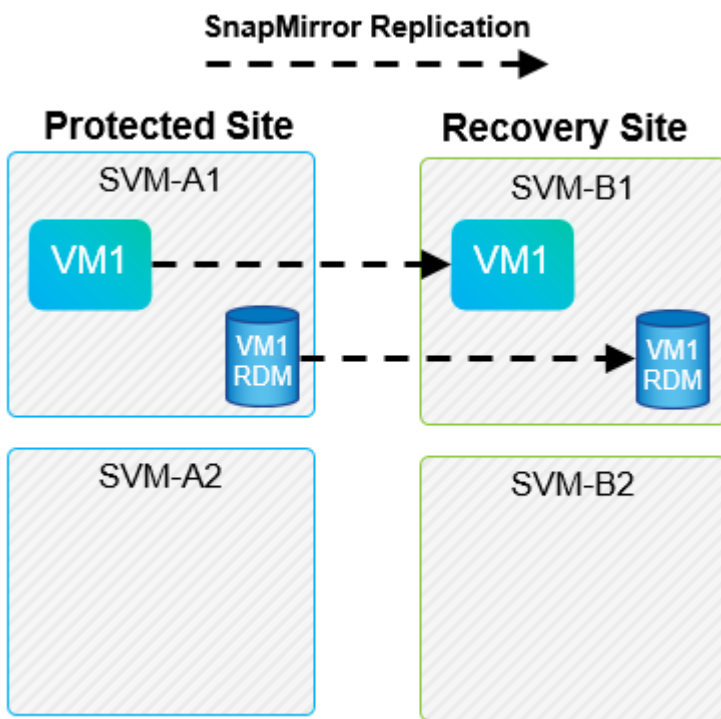 SnapMirror Replication
Protected Site
Recovery Site
SVM-A1
SVM-B1
VM1
VM1
VM1
RDM
VM1
RDM
SVM-A2
SVM-B2